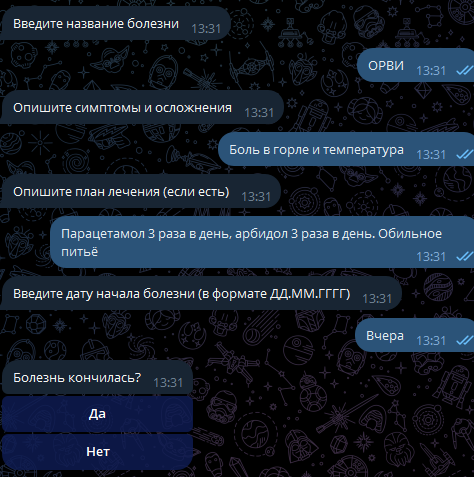 Введите название болезни 13:31
ОРВИ 13:31
Опишите симптомы и осложнения 13:31
Боль в горле и температура 13:31
Опишите план лечения (если есть) 13:31
Парацетамол 3 раза в день, арбидол 3 раза в день. Обильное
питьё 13:31
Введите дату начала болезни (в формате ДД.ММ.ГГГГ) 13:31
Вчера 13:31
Болезнь кончилась? 13:31
Да
Нет